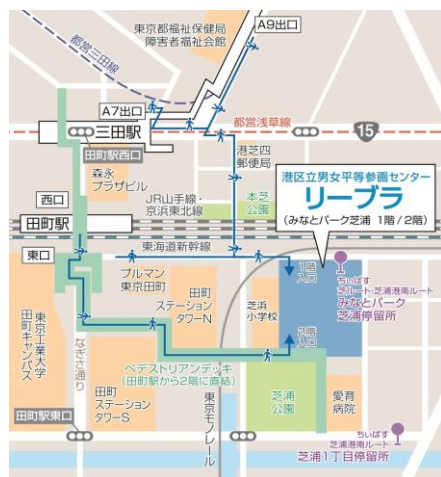 東京都福祉保健局
障害者福祉会館
A9出口
都営三田線
A7出口
三田駅
都営浅草線
15
田町駅西口
港芝四
郵便局
森永
プラザビル
港区立男女平等参画センター
リーブラ
(みなとパーク芝浦 1階/2階)
JR山手線・
京浜東北線
本芝
公園
西口
田町駅
東海道新幹線
東口
1階
入口
ちぃばす
芝ルート・芝浦港南ルート
みなとパーク
芝浦停留所
プルマン
東京田町
田町
ステーション
タワーN
芝浜
小学校
2階
入口
東京工業大学
田町キャンパス
なぎさ通り
ペデストリアンデッキ
(田町駅から2階に直結)
田町
ステーション
タワーS
東京モノレール
芝浦
公園
愛育
病院
田町駅東口
ちぃばす
芝浦港南ルート
芝浦1丁目停留所